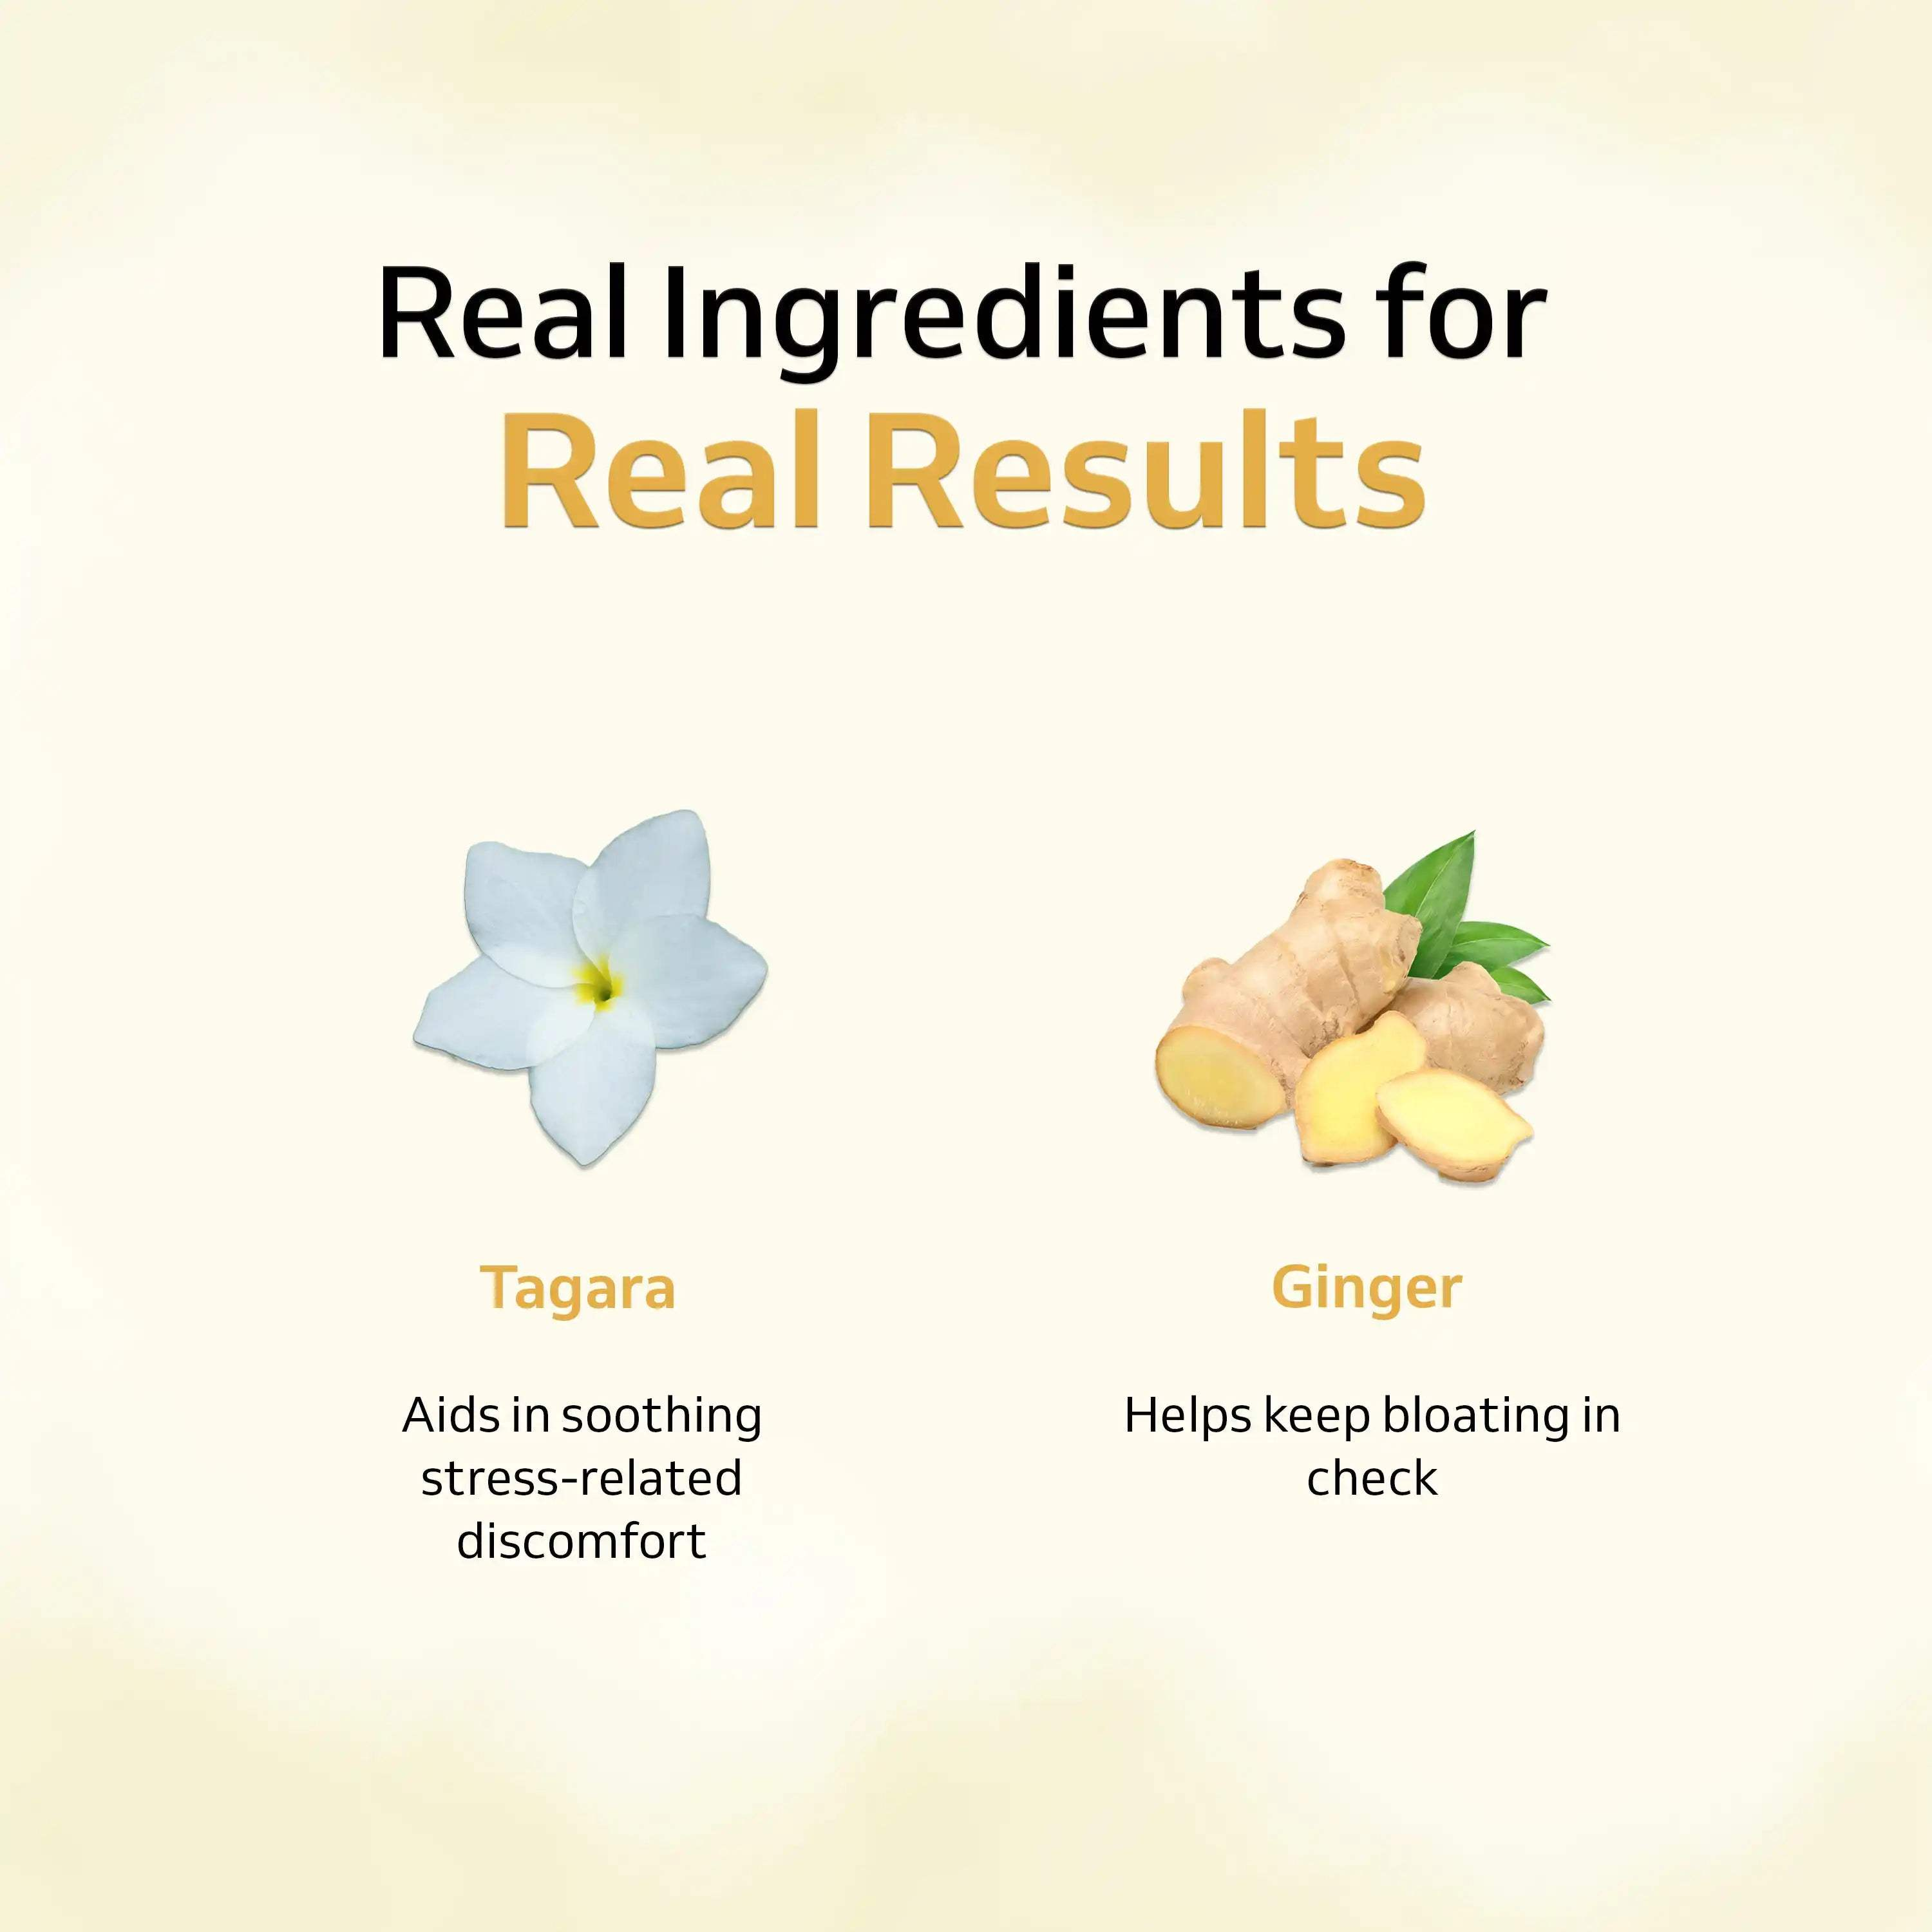 Real Ingredients for
Real Results
Tagara
Aids in soothing
stress-related
discomfort
Ginger
Helps keep bloating in
check